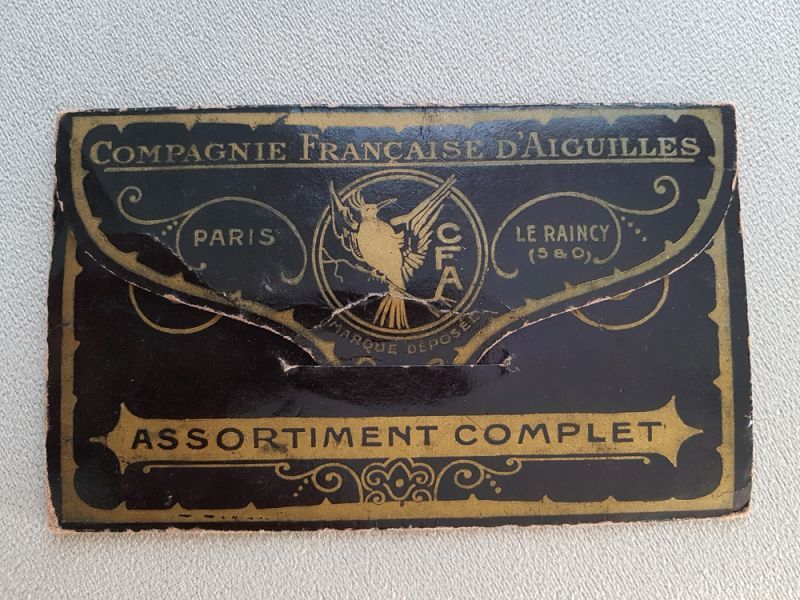 COMPAGNIE FRANÇAISE D'AIGUILLES
PARIS
CFA
LE RAINCY
(S & O)
MARQUE DÉPOSÉE
ASSORTIMENT COMPLET